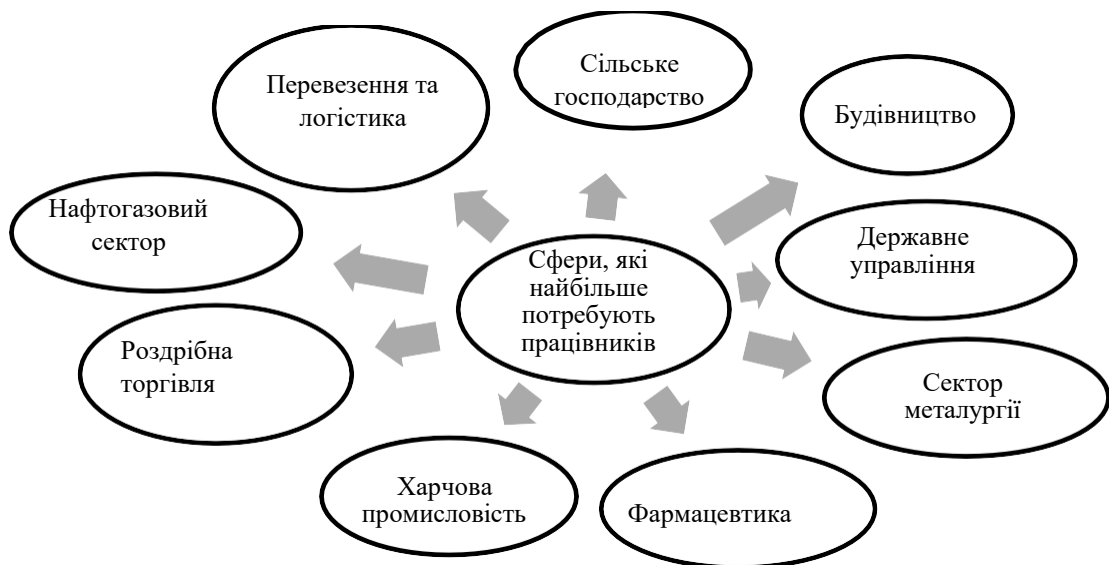 Перевезення та
логістика
Сільське
господарство
Будівництво
Нафтогазовий
сектор
Сфери, які
найбільше
потребують
працівників
Державне
управління
Роздрібна
торгівля
Сектор
металургії
Харчова
промисловість
Фармацевтика